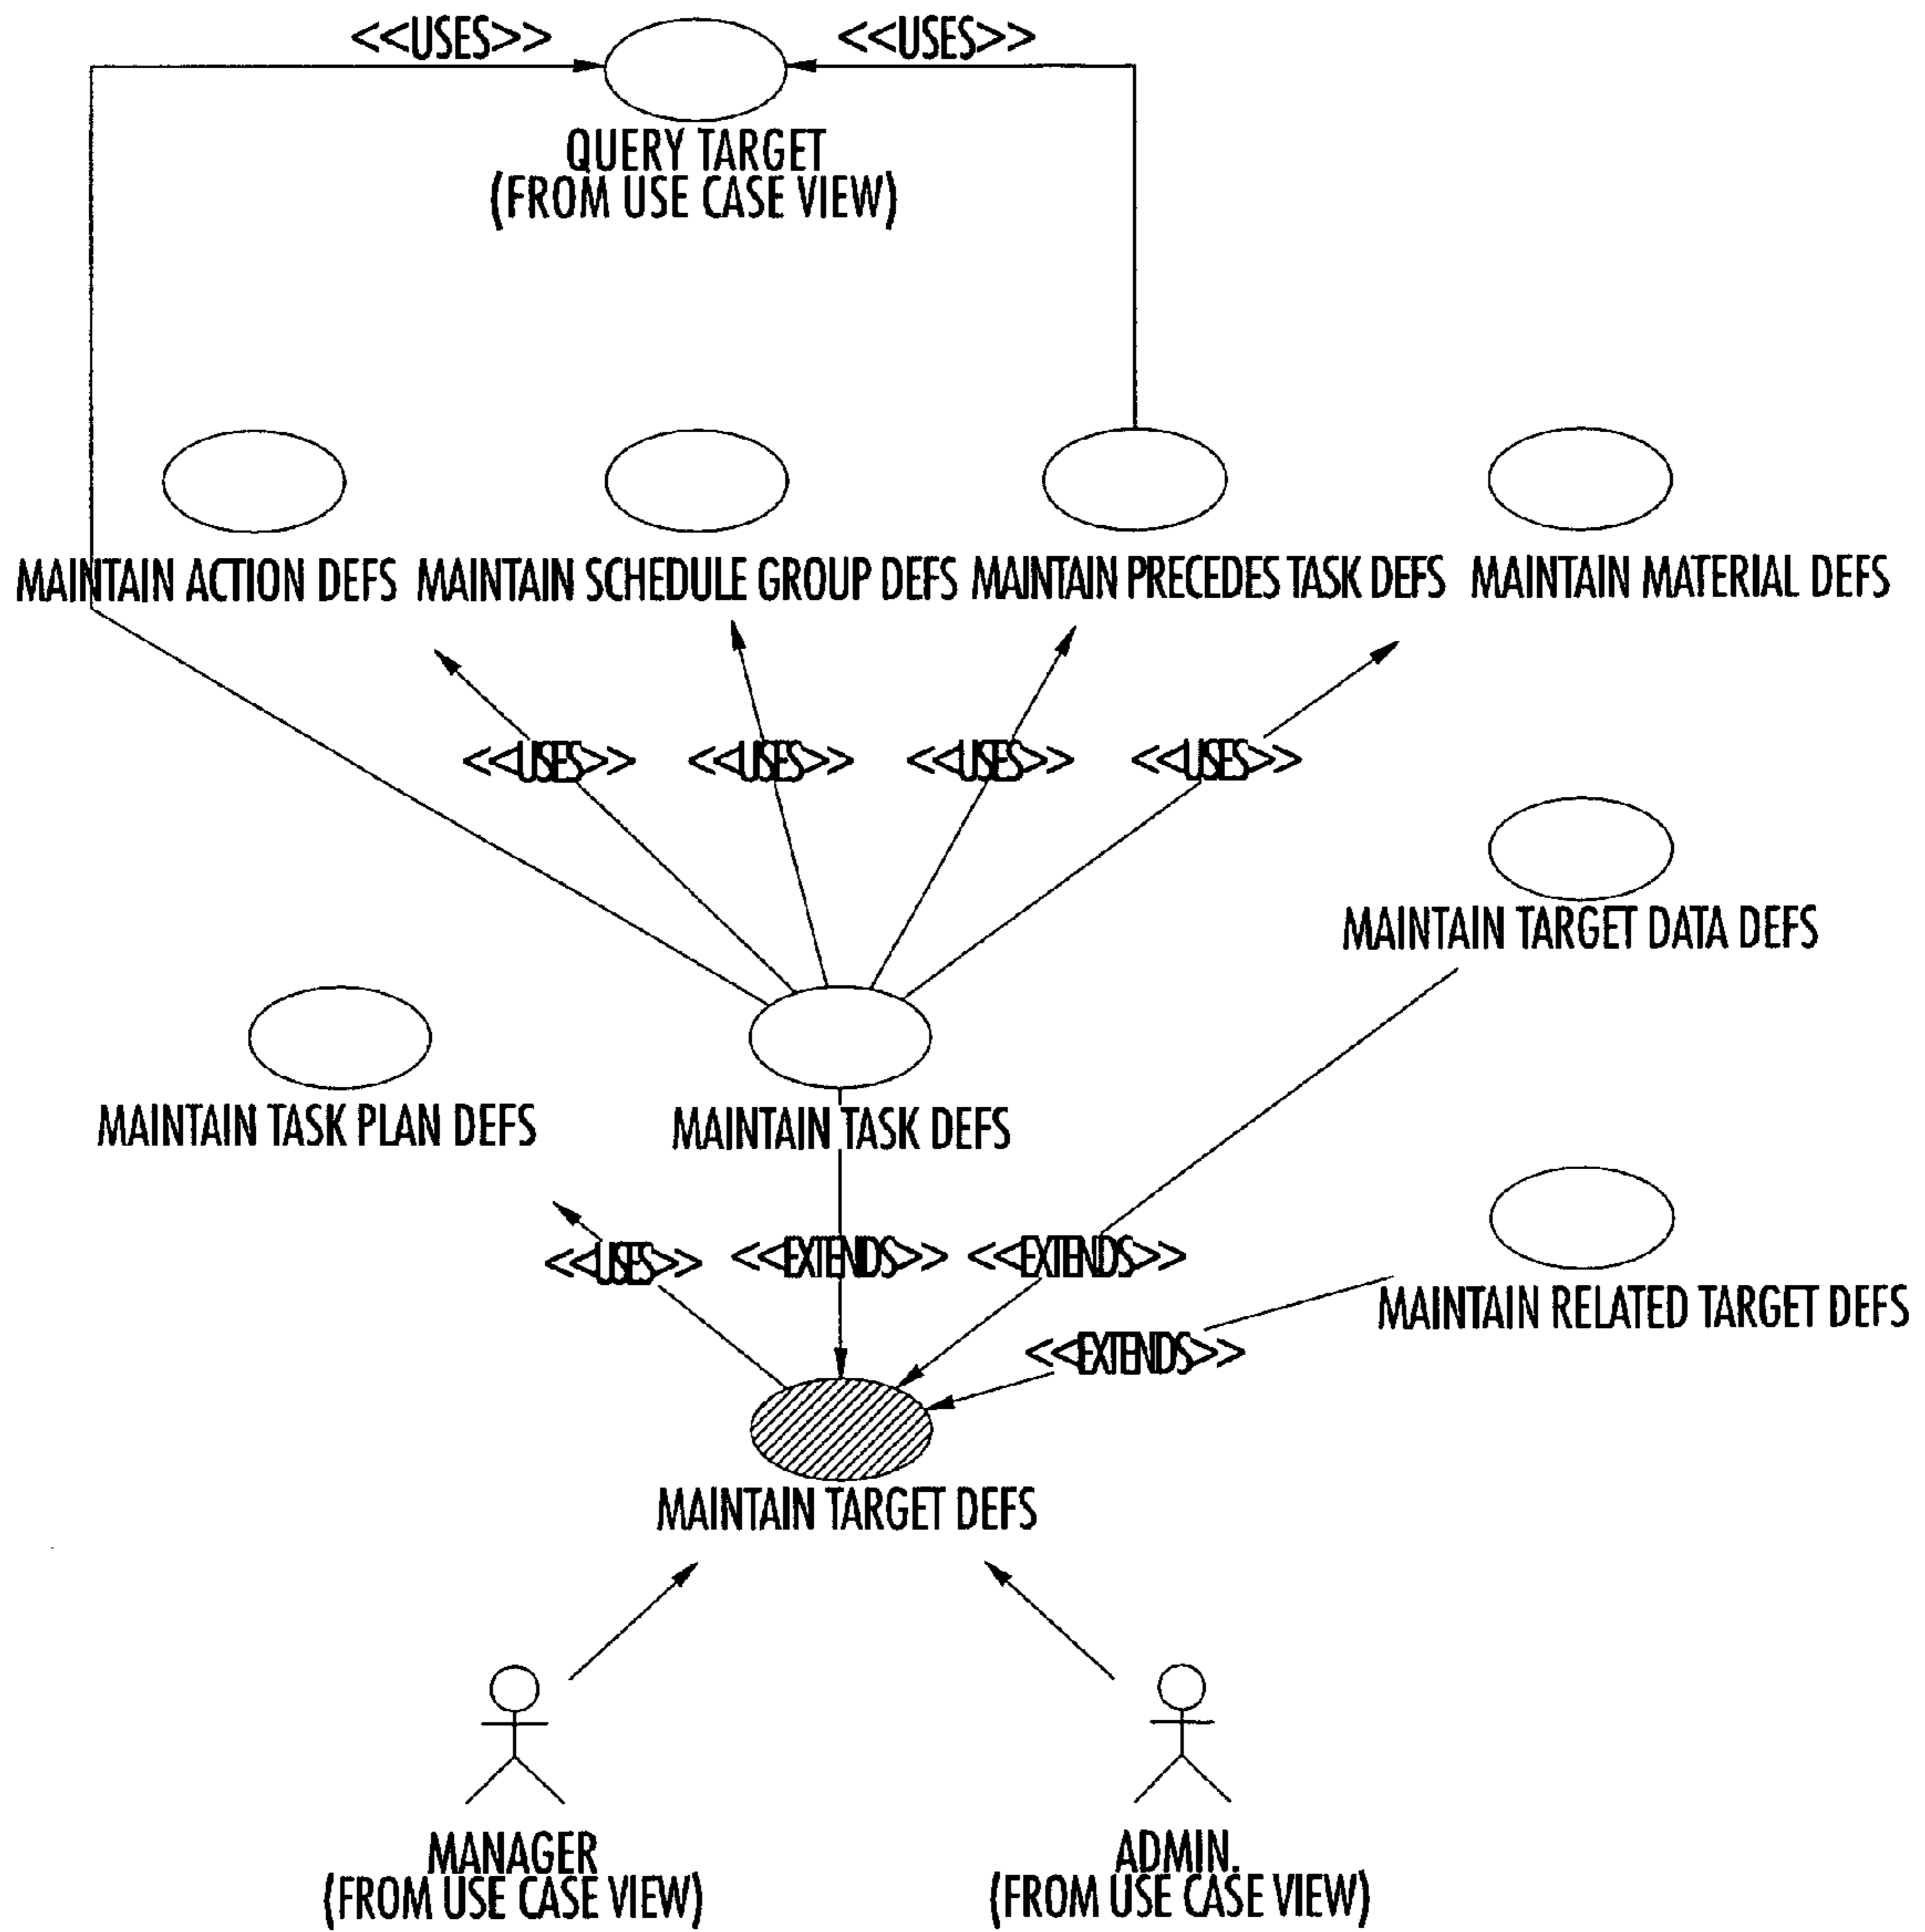 <<USES>> <<USES>>
QUERY TARGET
(FROM USE CASE VIEW)
MAINTAIN ACTION DEFS MAINTAIN SCHEDULE GROUP DEFS MAINTAIN PRECEDES TASK DEFS MAINTAIN MATERIAL DEFS
<<USES>> <<USES>> <<USES>> <<USES>>
MAINTAIN TARGET DATA DEFS
MAINTAIN TASK PLAN DEFS MAINTAIN TASK DEFS
<<USES>> <<EXTENDS>> <<EXTENDS>>
MAINTAIN RELATED TARGET DEFS
<<EXTENDS>>
MAINTAIN TARGET DEFS
MANAGER
(FROM USE CASE VIEW)
ADMIN.
(FROM USE CASE VIEW)